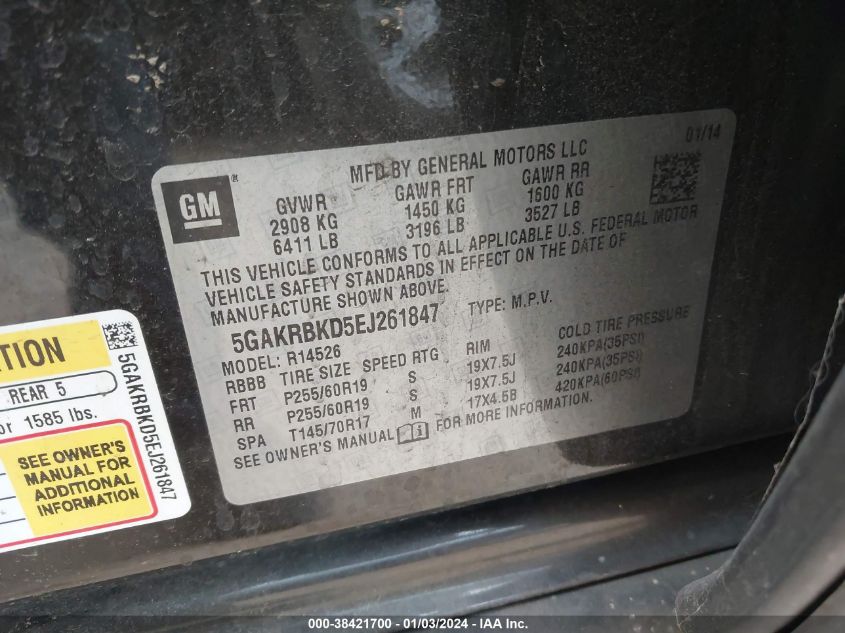 01/14
MFD BY GENERAL MOTORS LLC
GM ®
GVWR GAWR FRT GAWR RR
2908 KG 1450 KG 1600 KG
6411 LB 3196 LB 3527 LB
THIS VEHICLE CONFORMS TO ALL APPLICABLE U.S. FEDERAL MOTOR
VEHICLE SAFETY STANDARDS IN EFFECT ON THE DATE OF
MANUFACTURE SHOWN ABOVE.
5GAKRBKD5EJ261847 TYPE: M.P.V.
MODEL: R14526
RBBB TIRE SIZE SPEED RTG RIM COLD TIRE PRESSURE
FRT P255/60R19 S 19X7.5J 240KPA(35PSI)
RR P255/60R19 S 19X7.5J 240KPA(35PSI)
SPA T145/70R17 M 17X4.5B 420KPA(60PSI)
SEE OWNER'S MANUAL FOR MORE INFORMATION.
REAR 5
or 1585 lbs.
SEE OWNER'S
MANUAL FOR
ADDITIONAL
INFORMATION
5GAKRBKD5EJ261847
000-38421700 - 01/03/2024 - IAA Inc.